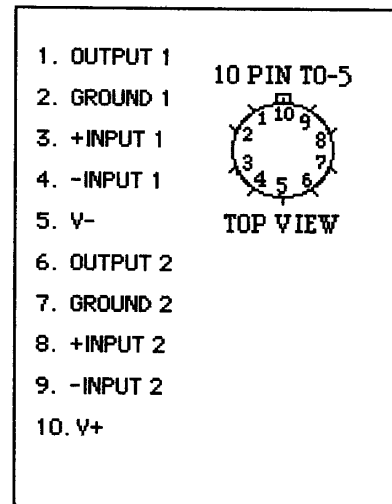 1. OUTPUT 1
2. GROUND 1
3. +INPUT 1
4. -INPUT 1
5. V-
6. OUTPUT 2
7. GROUND 2
8. +INPUT 2
9. -INPUT 2
10. V+
10 PIN TO-5
1 10 9
2 8
3 7
4 5 6
TOP VIEW